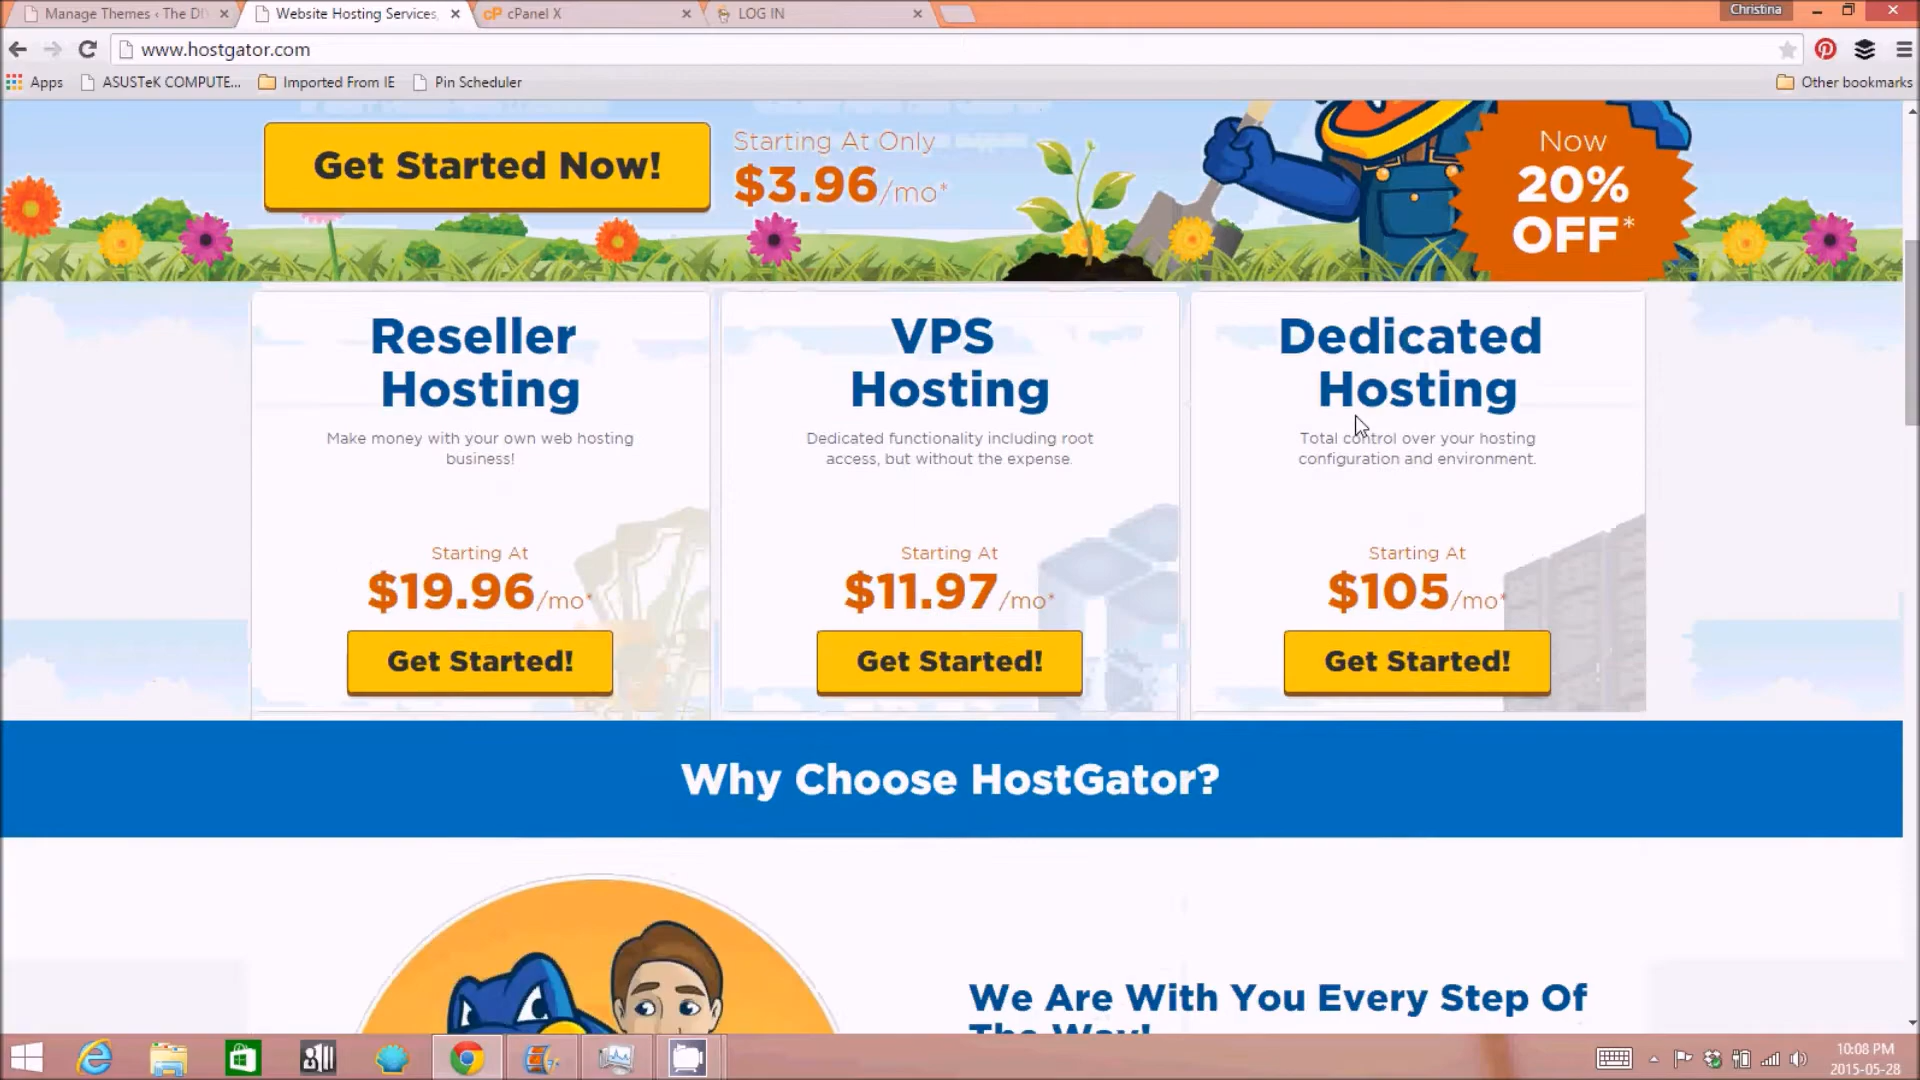 Manage Themes ‹ The DI
Website Hosting Services,
cPanel X
LOG IN
Christina
www.hostgator.com
Apps
ASUSTeK COMPUTE...
Imported From IE
Pin Scheduler
Other bookmarks
Get Started Now!
Starting At Only
$3.96/mo*
Now
20%
OFF*
Reseller
Hosting
Make money with your own web hosting
business!
Starting At
$19.96/mo*
Get Started!
VPS
Hosting
Dedicated functionality including root
access, but without the expense.
Starting At
$11.97/mo*
Get Started!
Dedicated
Hosting
Total control over your hosting
configuration and environment.
Starting At
$105/mo*
Get Started!
Why Choose HostGator?
We Are With You Every Step Of
The Way!
10:08 PM
2015-05-28